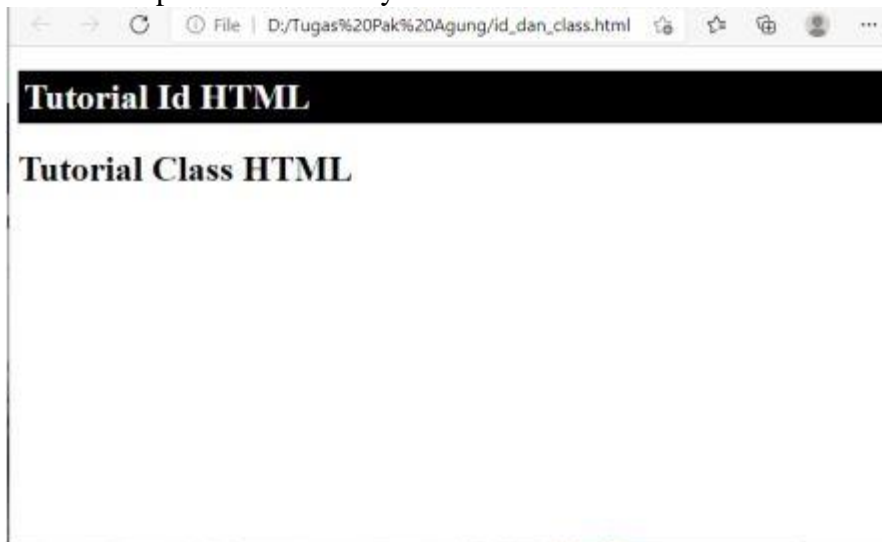 File | D:/Tugas%20Pak%20Agung/id_dan_class.html
Tutorial Id HTML
Tutorial Class HTML